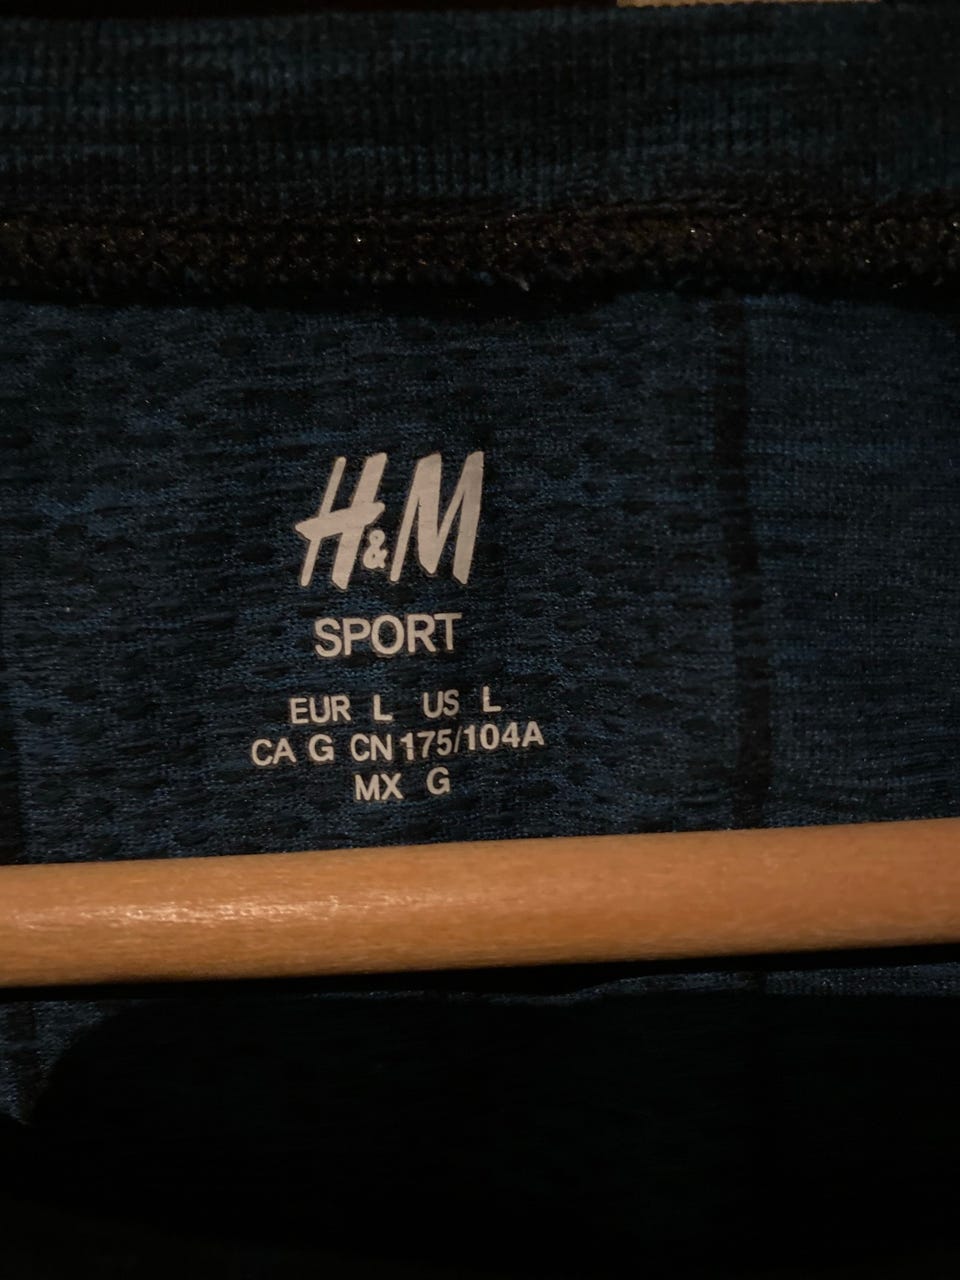 H&M
SPORT
EUR L US L
CA G CN 175/104A
MX G